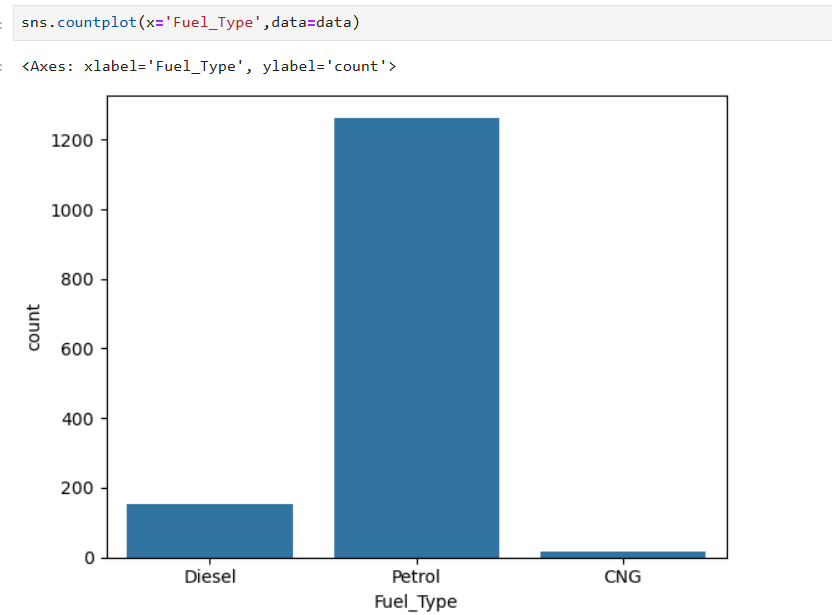 sns.countplot(x='Fuel_Type',data=data)
<Axes: xlabel='Fuel_Type', ylabel='count'>
1200
1000
800
600
400
200
0
count
Diesel Petrol CNG
Fuel_Type